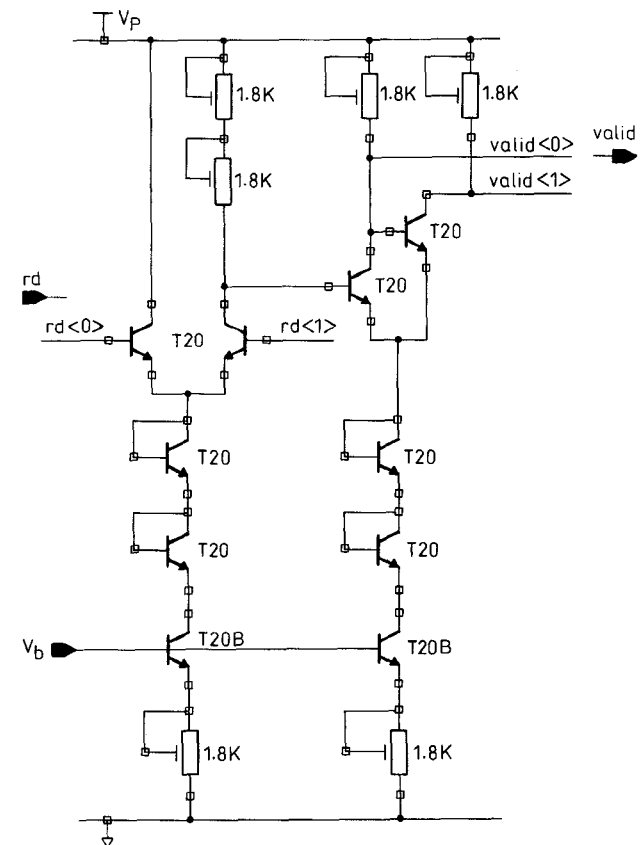 Vp
1.8K
1.8K
1.8K
1.8K
valid<0>
valid
valid<1>
T20
T20
rd
rd<0>
T20
rd<1>
T20
T20
T20
T20
Vb
T20B
T20B
1.8K
1.8K